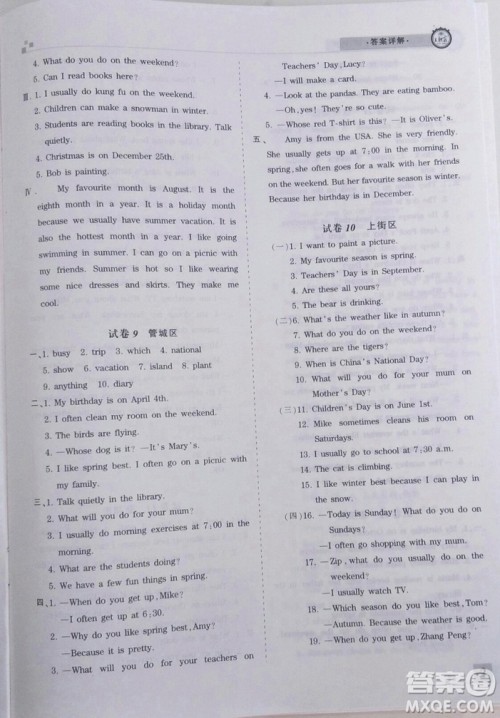 ·答案详解·
4. What do you do on the weekend?
5. Can I read books here?
Ⅲ. 1. I usually do kung fu on the weekend.
2. Children can make a snowman in winter.
3. Students are reading books in the library. Talk
quietly.
4. Christmas is on December 25th.
5. Bob is painting.
Ⅳ. My favourite month is August. It is the
eighth month in a year. It is a holiday month
because we usually have summer vacation. It is
also the hottest month in a year. I like going
swimming in summer. I can go on a picnic with
my friends. Summer means I like wearing
some nice dresses and skirts. They make me
cool.
试卷 9 管城区
一、1. busy 2. trip 3. which 4. national
5. show 6. vacation 7. island 8. plant
9. anything 10. diary
二、1. My birthday is on April 4th.
2. I often clean my room on the weekend.
3. The birds are flying.
4. —Whose dog is it? —It's Mary's.
5. I like spring best. I often go on a picnic with
my family.
三、1. Talk quietly in the library.
2. What will you do for your mum?
3. I usually do morning exercises at 7:00 in the
morning.
4. What are the students doing?
5. We have a few fun things in spring.
四、1. —When do you get up, Mike?
—I often get up at 6:30.
2. —Why do you like spring best, Amy?
—Because it is pretty.
3. —What will you do for your teachers on
Teachers' Day, Lucy?
—I will make a card.
4. —Look at the pandas. They are eating bamboo.
—Oh, yes! They're so cute.
5. —Whose red T-shirt is this? —It is Oliver's.
五、 Amy is from the USA. She is very friendly.
She usually gets up at 7:00 in the morning. In
spring, she often goes for a walk with her friends
on the weekend. But her favourite season is
winter. Because her birthday is in December.
试卷 10 上街区
(一)1. I want to paint a picture.
2. My favourite season is spring.
3. Teachers' Day is in September.
4. Are these all yours?
5. The bear is drinking.
(二)6. What's the weather like in autumn?
7. What do you do on the weekend?
8. Are the rabbits jumping?
9. When is China's National Day?
10. What will you do for your mum on
Mother's Day?
(三)11. Children's Day is on June 1st.
12. Mike sometimes cleans his room on
Saturdays.
13. I usually go to school at 7:30 a.m.
14. The cat is climbing.
15. I like winter best because I can play in the
snow.
(四)16. —Today is Sunday! What do you do on
Sundays?
—I often go shopping with my mum.
17. —Zip, what do you usually do on the
weekend?
—I usually watch TV.
18. —Which season do you like best, Tom?
—Autumn. Because the weather is good.
19. —When do you get up, Zhang Peng?
答案圈
MXQE.COM